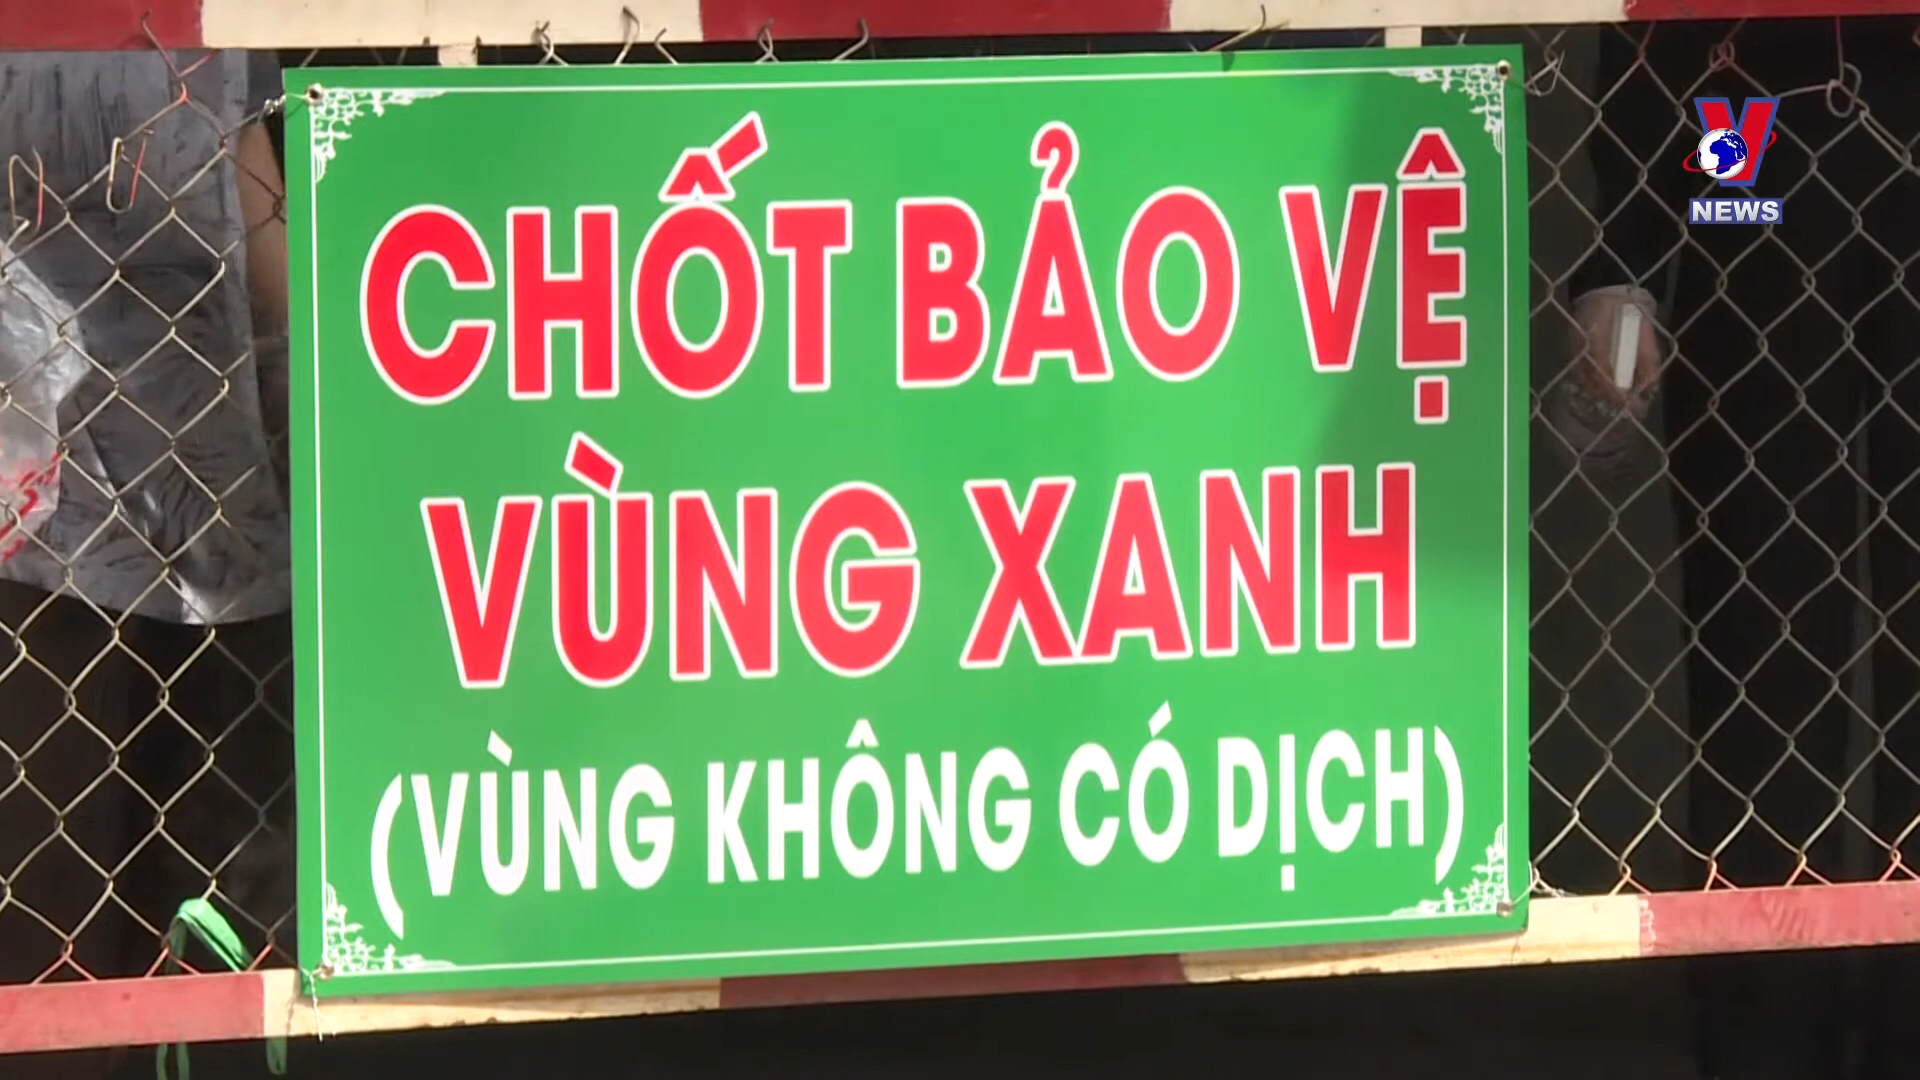 CHỐT BẢO VỆ
VÙNG XANH
(VÙNG KHÔNG CÓ DỊCH)
V
NEWS